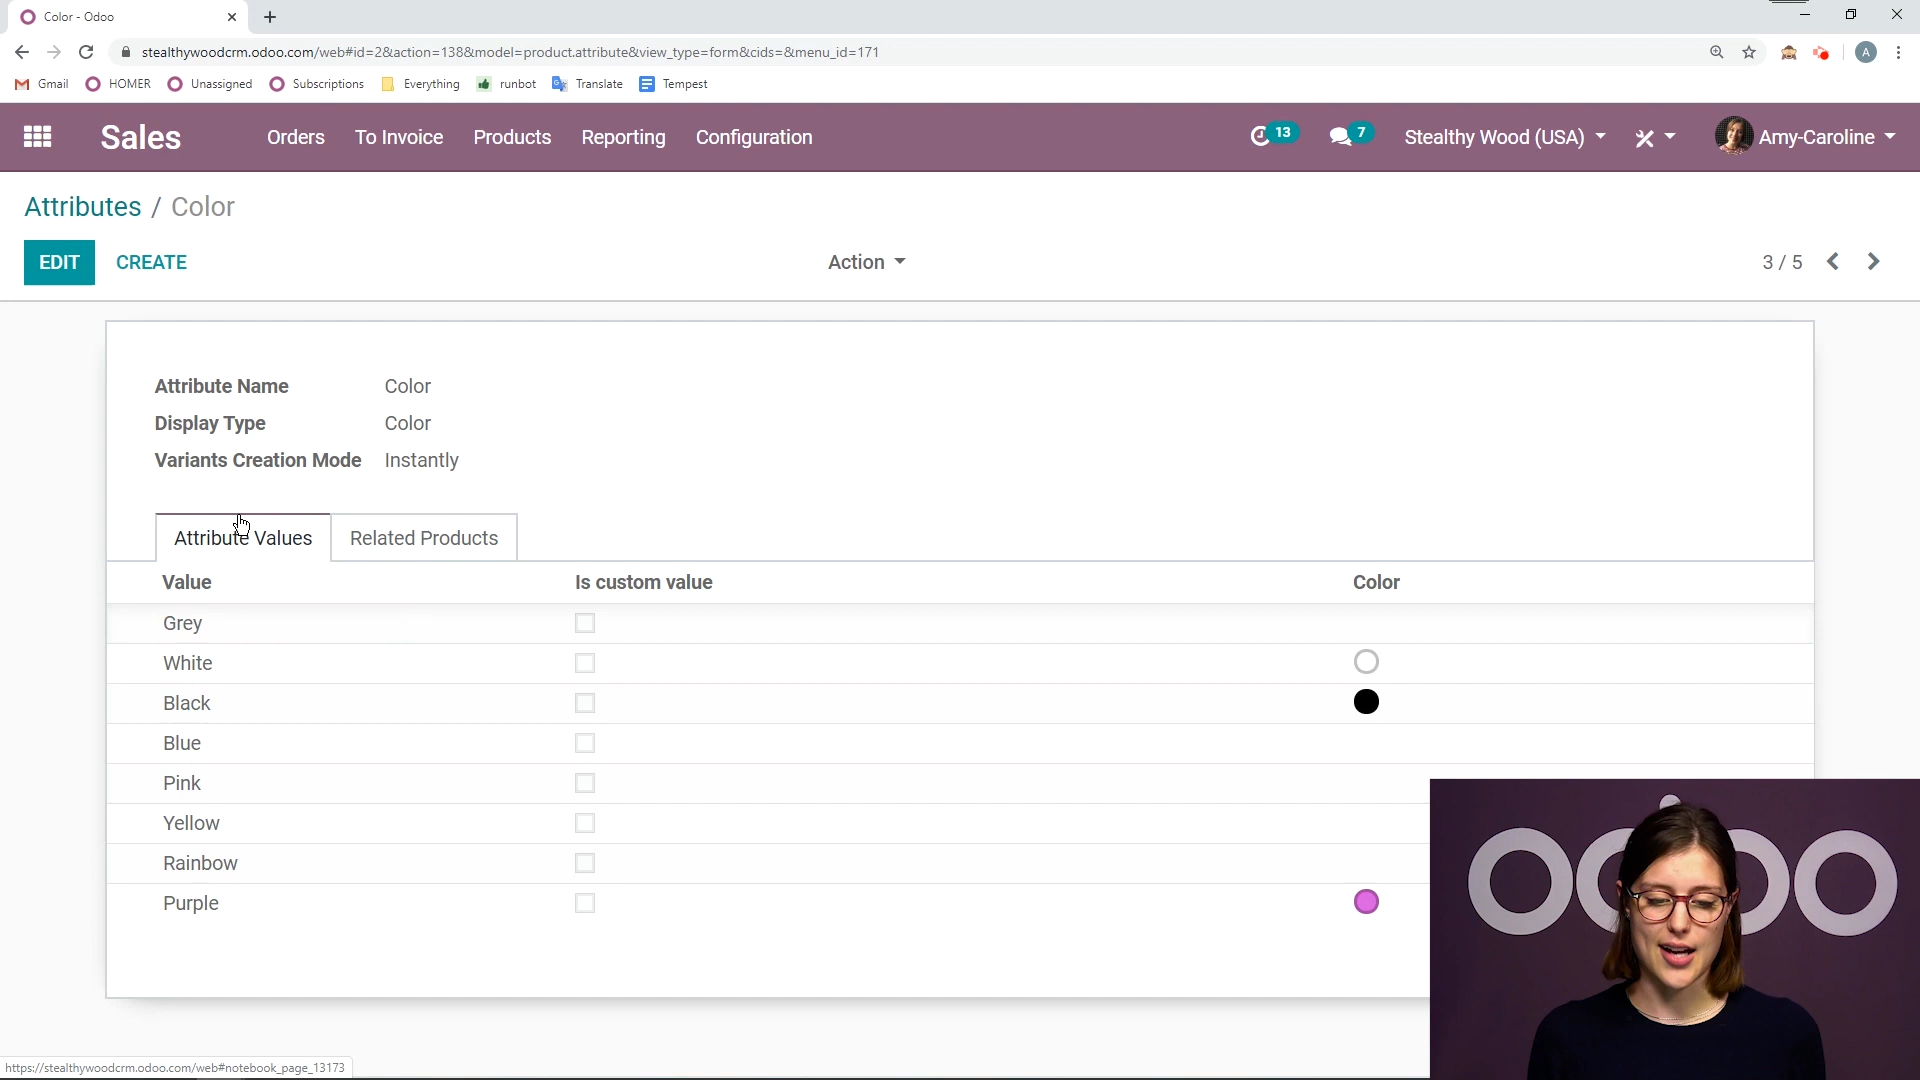 Color - Odoo
stealthywoodcrm.odoo.com/web#id=2&action=138&model=product.attribute&view_type=form&cids=&menu_id=171
A
Gmail HOMER Unassigned Subscriptions Everything runbot Translate Tempest
Sales Orders To Invoice Products Reporting Configuration 13 7 Stealthy Wood (USA) Amy-Caroline
Attributes / Color
EDIT CREATE Action 3 / 5
Attribute Name Color
Display Type Color
Variants Creation Mode Instantly
Attribute Values Related Products
Value Is custom value Color
Grey
White
Black
Blue
Pink
Yellow
Rainbow
Purple
odoo
https://stealthywoodcrm.odoo.com/web#notebook_page_13173